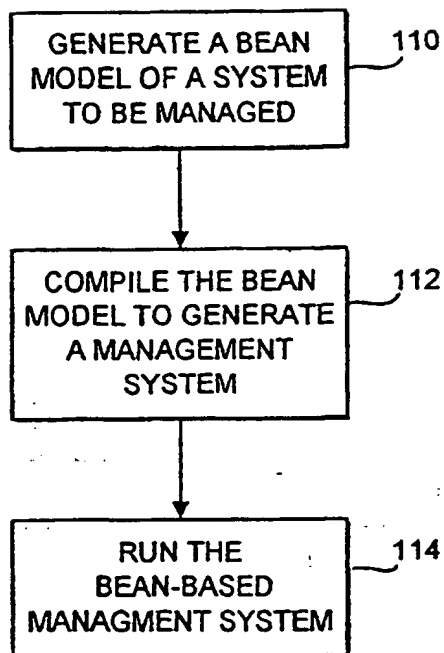 GENERATE A BEAN
MODEL OF A SYSTEM
TO BE MANAGED
110
COMPILE THE BEAN
MODEL TO GENERATE
A MANAGEMENT
SYSTEM
112
RUN THE
BEAN-BASED
MANAGMENT SYSTEM
114